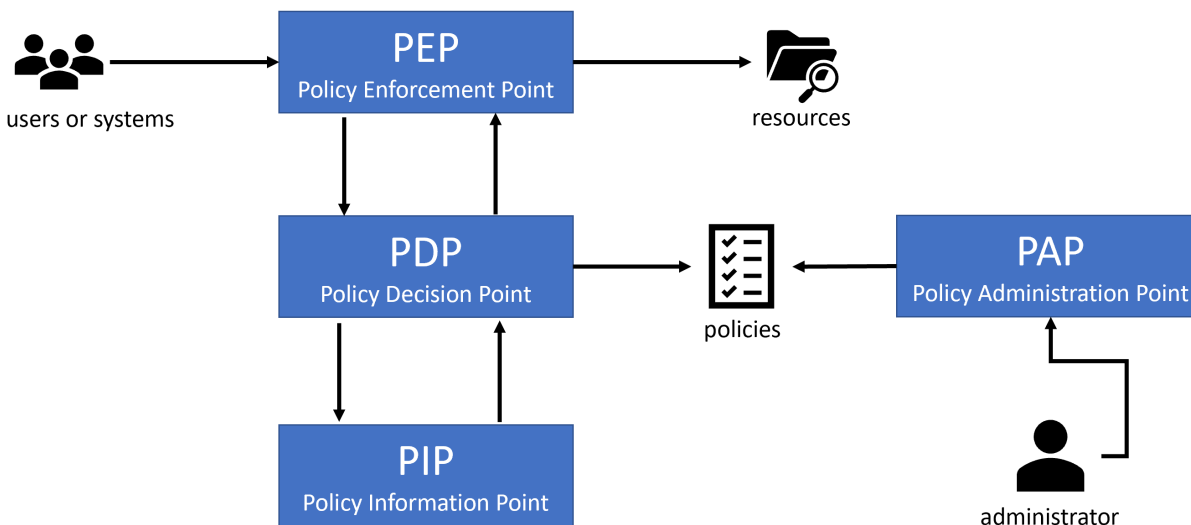 PEP
Policy Enforcement Point
users or systems
resources
PDP
Policy Decision Point
policies
PAP
Policy Administration Point
PIP
Policy Information Point
administrator